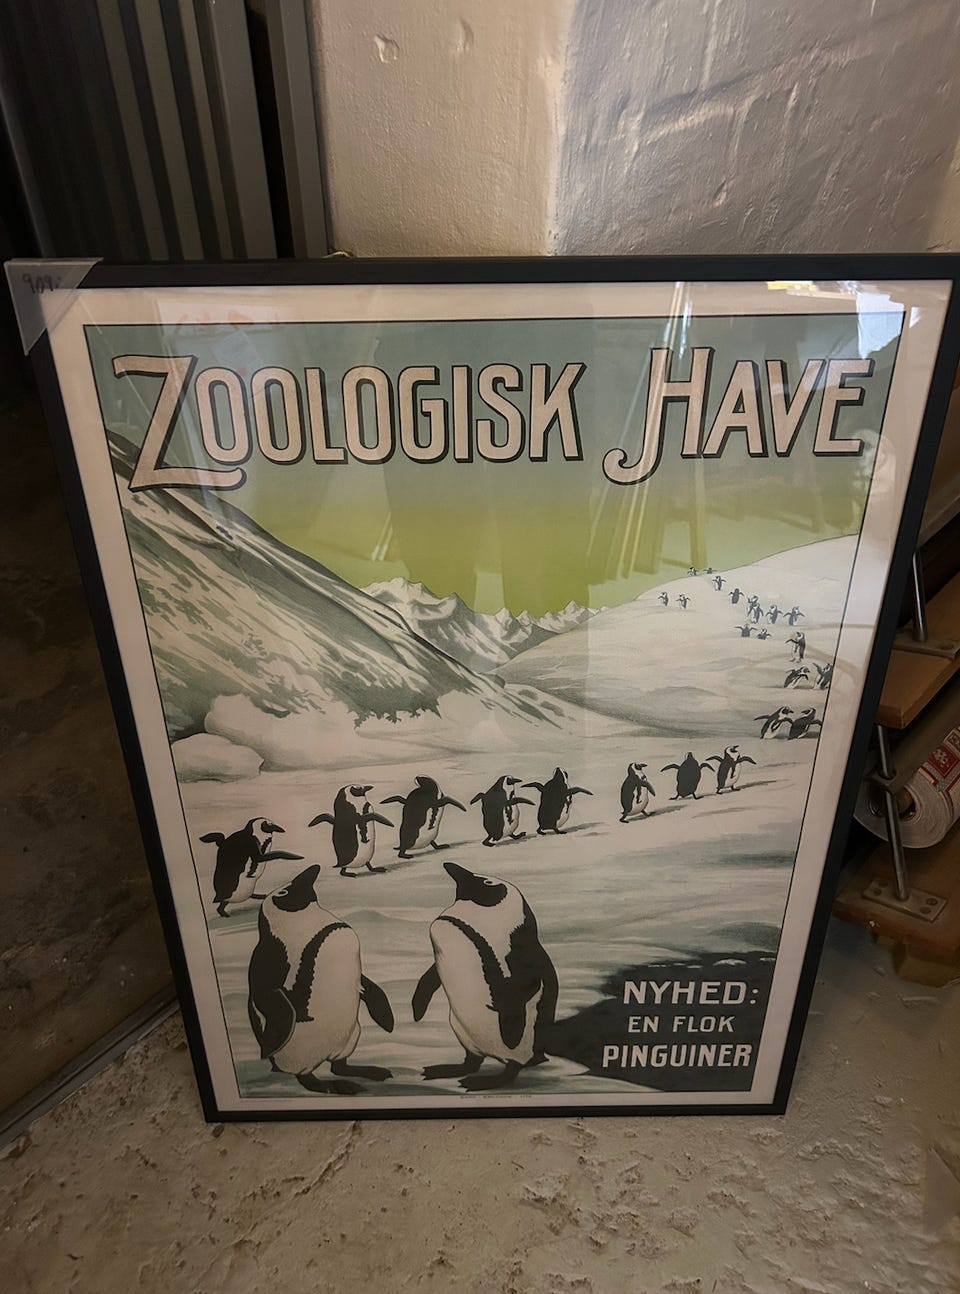 ZOOLOGISK HAVE
NYHED:
EN FLOK
PINGUINER